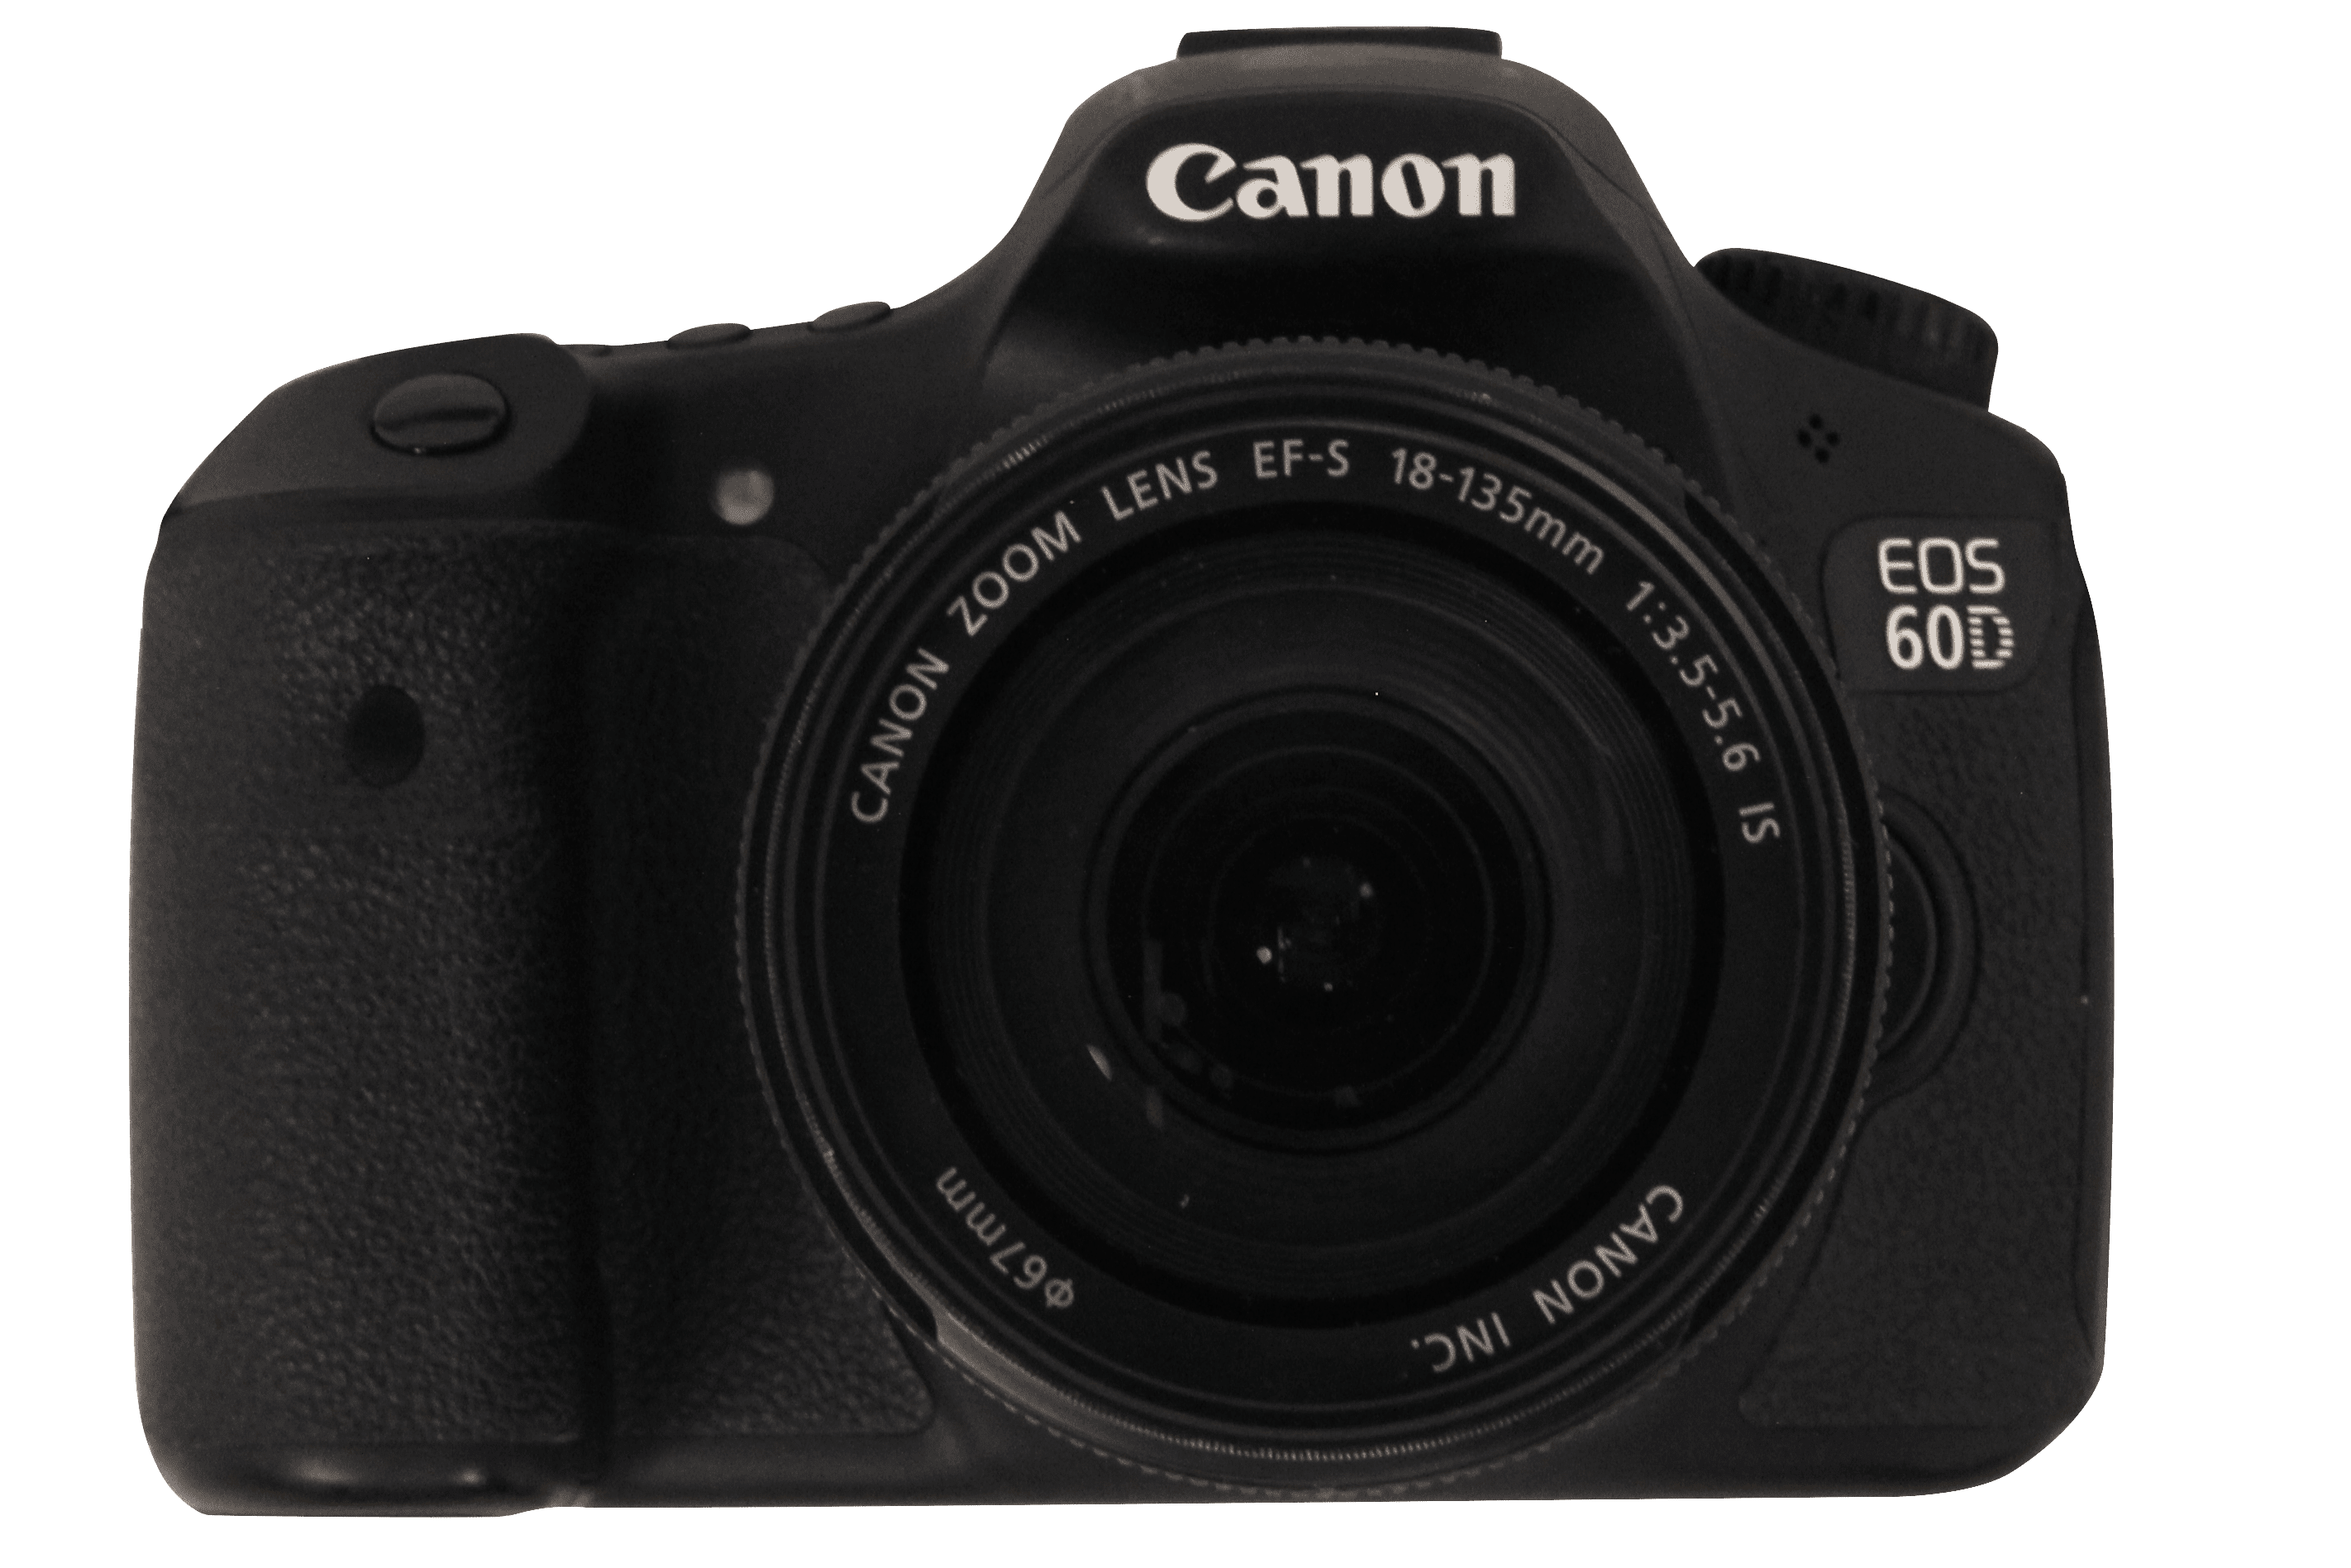 Canon
CANON ZOOM LENS EF-S 18-135mm 1:3.5-5.6 IS
EOS
60D
CANON INC.
φ67mm